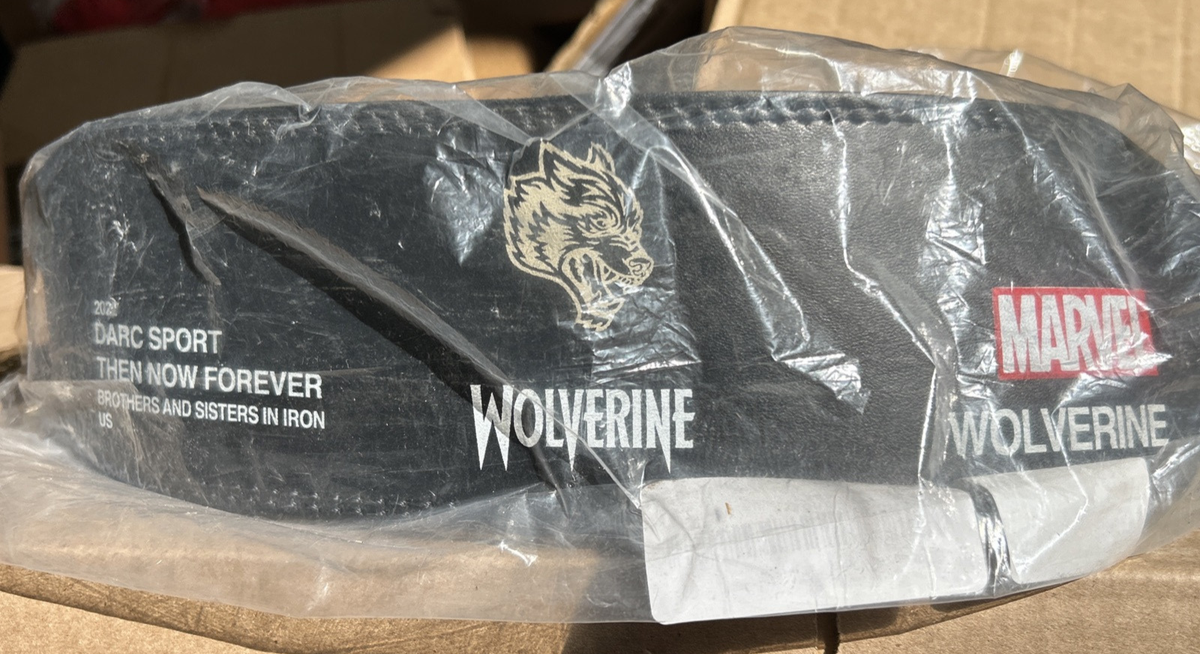 DARC SPORT
THEN NOW FOREVER
BROTHERS AND SISTERS IN IRON
US
WOLVERINE
MARVEL
WOLVERINE